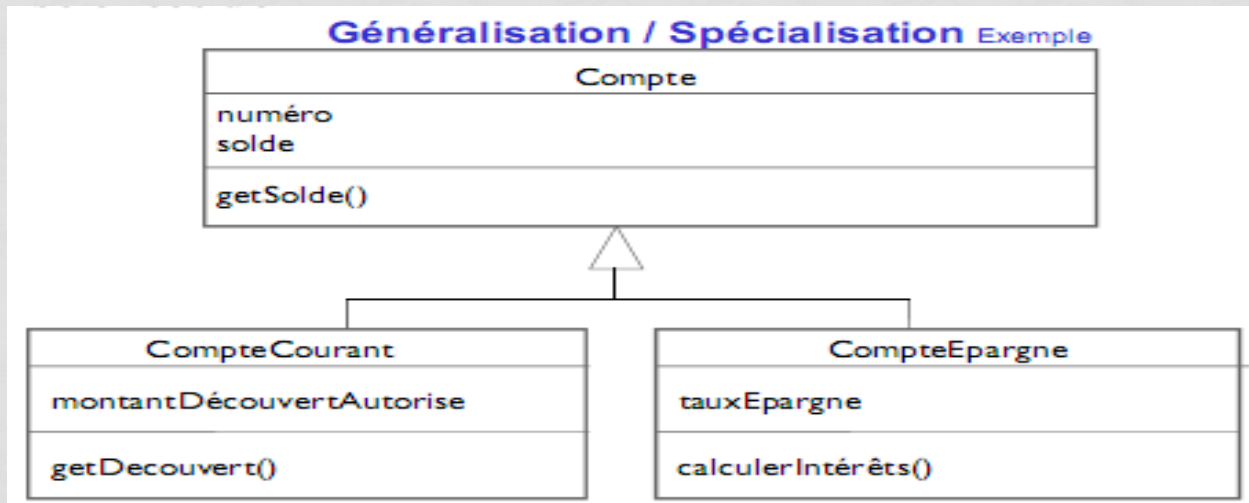 Généralisation / Spécialisation Exemple
Compte
numéro
solde
getSolde()
CompteCourant
montantDécouvertAutorise
getDecouvert()
CompteEpargne
tauxEpargne
calculerIntérêts()